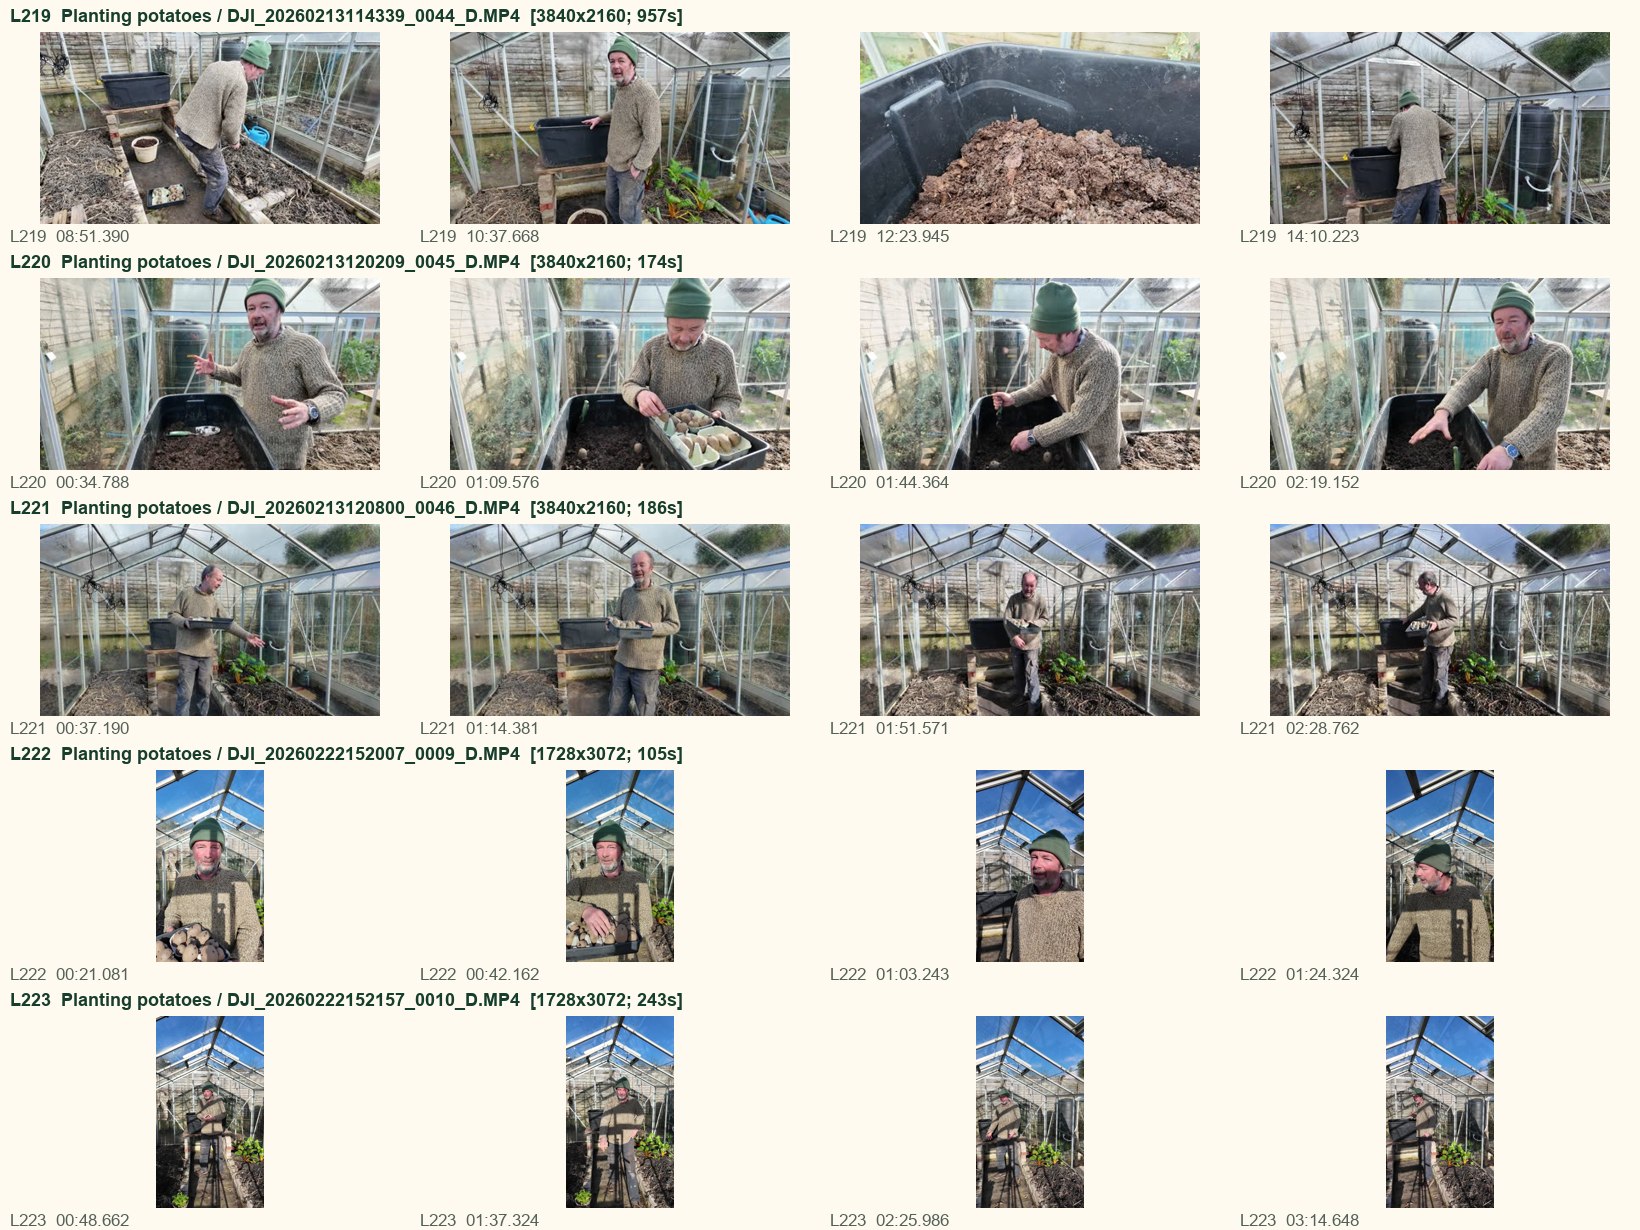 L219  Planting potatoes / DJI_20260213114339_0044_D.MP4  [3840x2160; 957s]
L219  08:51.390
L219  10:37.668
L219  12:23.945
L219  14:10.223
L220  Planting potatoes / DJI_20260213120209_0045_D.MP4  [3840x2160; 174s]
L220  00:34.788
L220  01:09.576
L220  01:44.364
L220  02:19.152
L221  Planting potatoes / DJI_20260213120800_0046_D.MP4  [3840x2160; 186s]
L221  00:37.190
L221  01:14.381
L221  01:51.571
L221  02:28.762
L222  Planting potatoes / DJI_20260222152007_0009_D.MP4  [1728x3072; 105s]
L222  00:21.081
L222  00:42.162
L222  01:03.243
L222  01:24.324
L223  Planting potatoes / DJI_20260222152157_0010_D.MP4  [1728x3072; 243s]
L223  00:48.662
L223  01:37.324
L223  02:25.986
L223  03:14.648